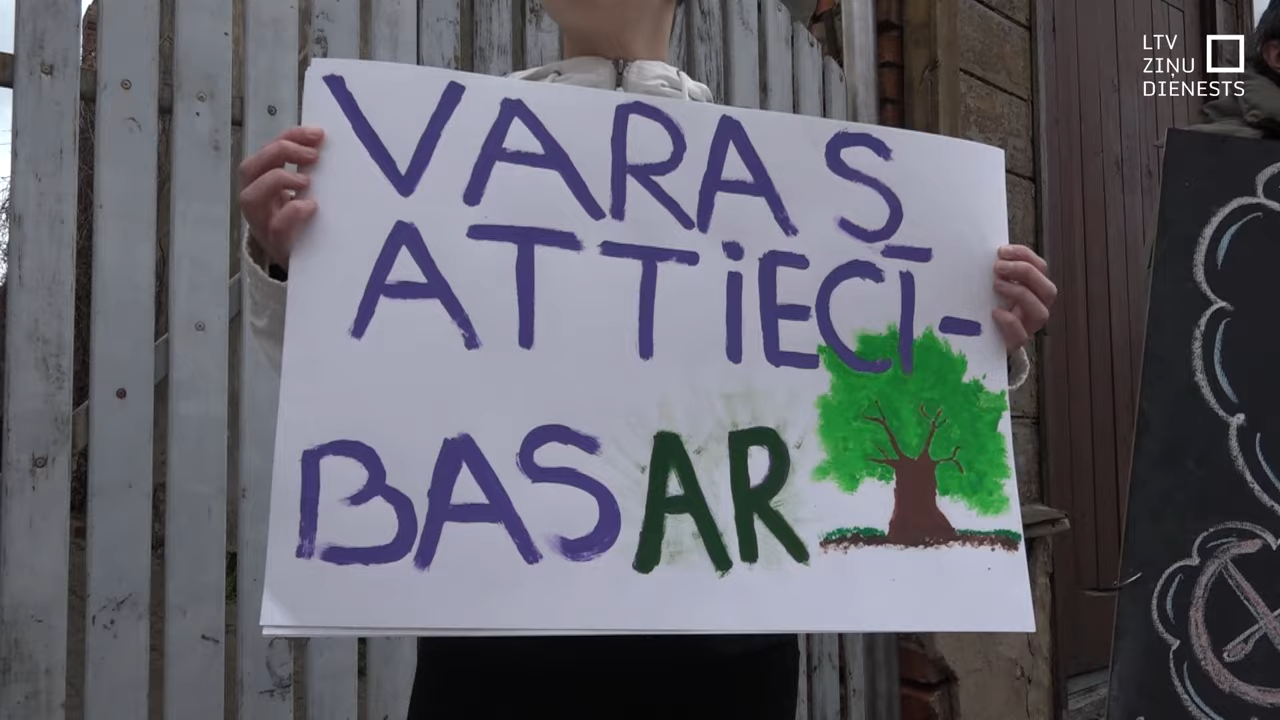 VARAS
ATTiECĪ-
BAS AR
LTV
ZIŅU
DIENESTS